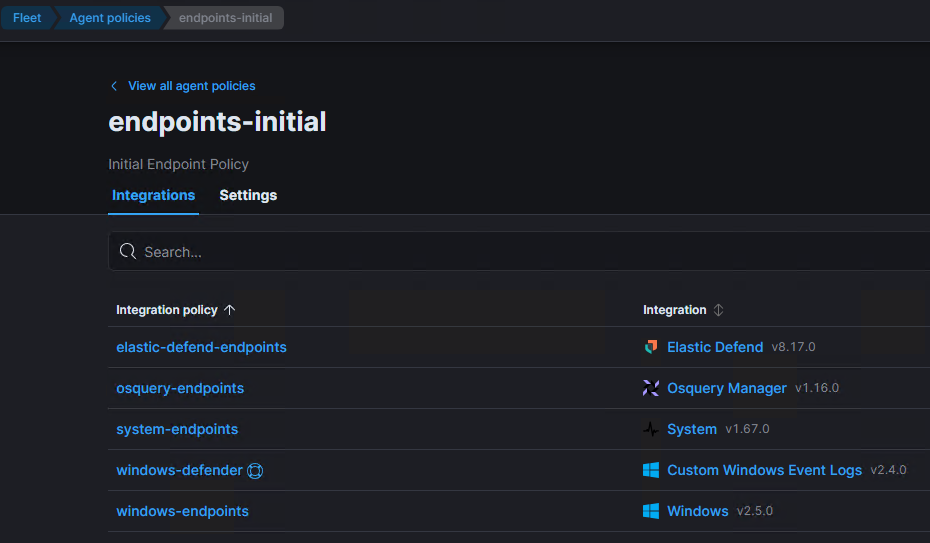 Fleet Agent policies endpoints-initial
View all agent policies
endpoints-initial
Initial Endpoint Policy
Integrations Settings
Search...
Integration policy Integration
elastic-defend-endpoints Elastic Defend v8.17.0
osquery-endpoints Osquery Manager v1.16.0
system-endpoints System v1.67.0
windows-defender Custom Windows Event Logs v2.4.0
windows-endpoints Windows v2.5.0